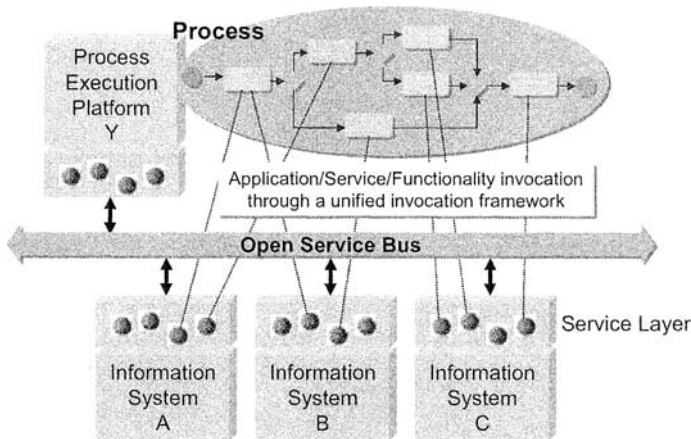 Process
Process
Execution
Platform
Y
Application/Service/Functionality invocation
through a unified invocation framework
Open Service Bus
Service Layer
Information
System
A
Information
System
B
Information
System
C